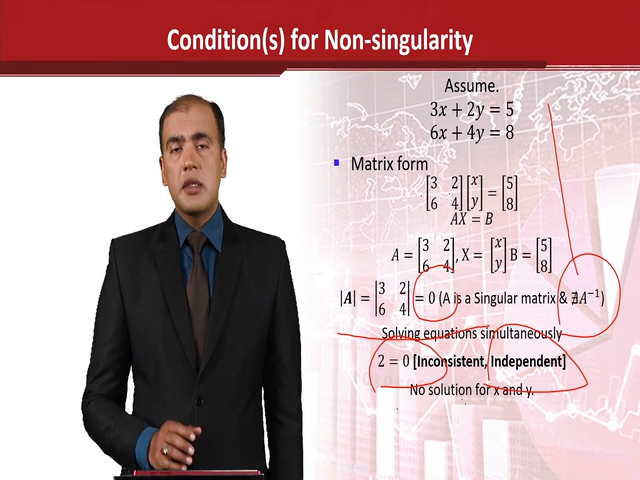 Condition(s) for Non-singularity
Assume.
3x + 2y = 5
6x + 4y = 8
▪ Matrix form
[3 2; 6 4][x; y] = [5; 8]
AX = B
A = [3 2; 6 4], X = [x; y] B = [5; 8]
|A| = |3 2; 6 4| = 0 (A is a Singular matrix & ∄A⁻¹)
Solving equations simultaneously
2 = 0 [Inconsistent, Independent]
No solution for x and y.